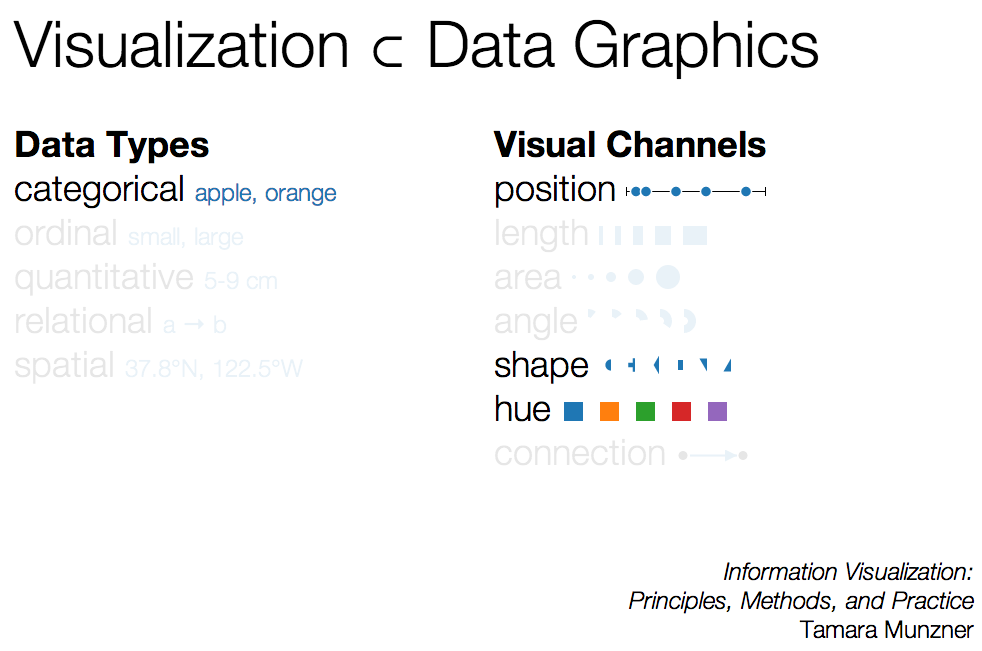 Visualization ⊂ Data Graphics
Data Types
categorical apple, orange
ordinal small, large
quantitative 5-9 cm
relational a → b
spatial 37.8°N, 122.5°W
Visual Channels
position
length
area
angle
shape
hue
connection
Information Visualization:
Principles, Methods, and Practice
Tamara Munzner